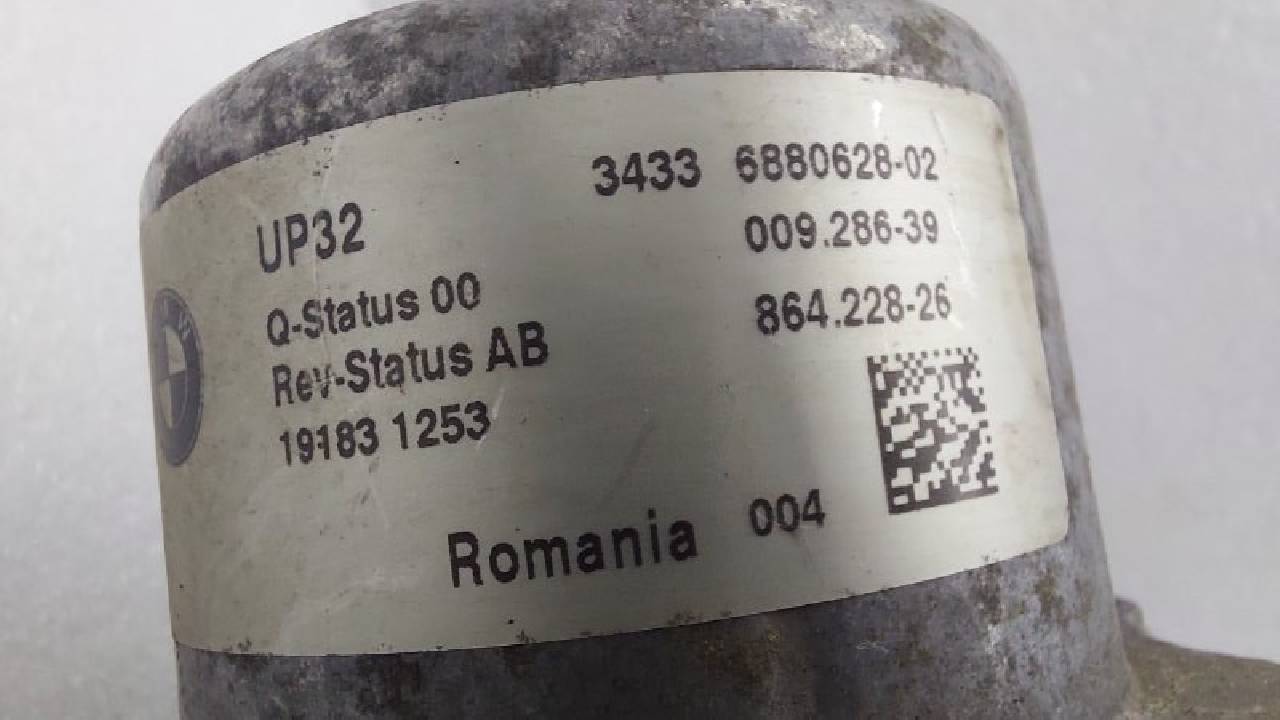 3433 6880628-02
UP32
009.286-39
Q-Status 00
864.228-26
Rev-Status AB
19183 1253
Romania 004